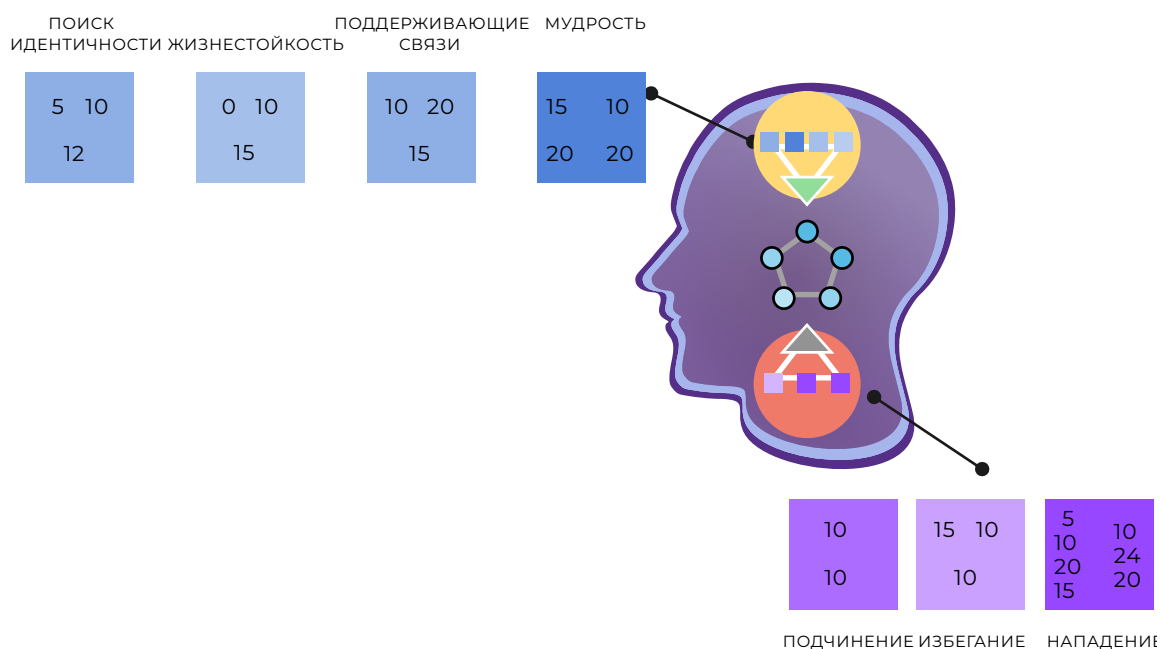 ПОИСК
ИДЕНТИЧНОСТИ
ЖИЗНЕСТОЙКОСТЬ
ПОДДЕРЖИВАЮЩИЕ
СВЯЗИ
МУДРОСТЬ
5 10
12
0 10
15
10 20
15
15 10
20 20
10
10
15 10
10
5
10
20
15
10
24
20
ПОДЧИНЕНИЕ
ИЗБЕГАНИЕ
НАПАДЕНИЕ